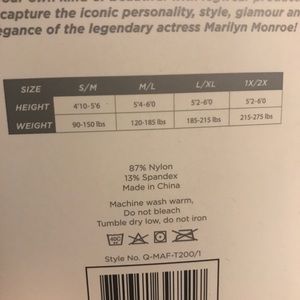 capture the iconic personality, style, glamour an
egance of the legendary actress Marilyn Monroe!
SIZE S/M M/L L/XL 1X/2X
HEIGHT 4'10-5'6 5'4-6'0 5'2-6'0 5'2-6'0
WEIGHT 90-150 lbs 120-185 lbs 185-215 lbs 215-275 lbs
87% Nylon
13% Spandex
Made in China
Machine wash warm,
Do not bleach
Tumble dry low, do not iron
Style No. Q-MAF-T200/1